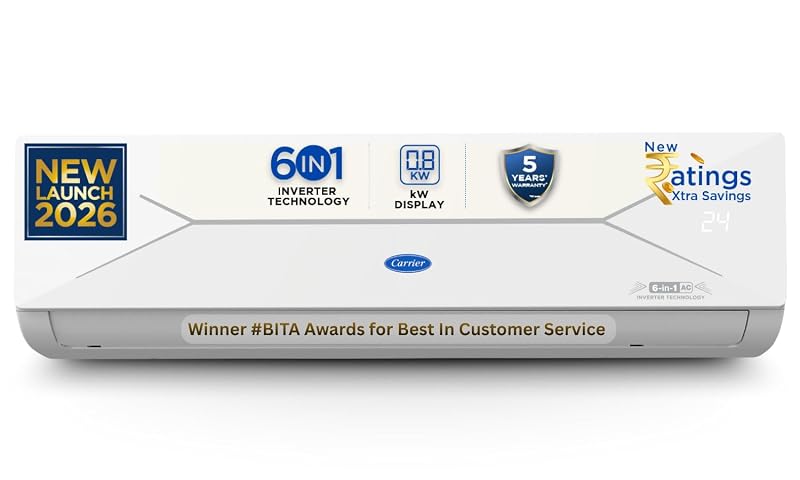 NEW
LAUNCH
2026
6IN1
INVERTER
TECHNOLOGY
0.8
KW
kW
DISPLAY
5
YEARS*
WARRANTY*
New
₹atings
Xtra Savings
24
Carrier
6-in-1 AC
INVERTER TECHNOLOGY
Winner #BITA Awards for Best In Customer Service